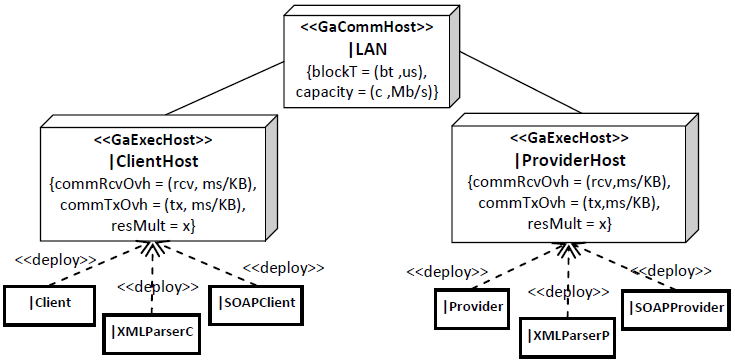 <<GaCommHost>>
|LAN
{blockT = (bt ,us),
capacity = (c ,Mb/s)}
<<GaExecHost>>
|ClientHost
{commRcvOvh = (rcv, ms/KB),
commTxOvh = (tx, ms/KB),
resMult = x}
<<GaExecHost>>
|ProviderHost
{commRcvOvh = (rcv,ms/KB),
commTxOvh = (tx,ms/KB),
resMult = x}
<<deploy>>
<<deploy>>
<<deploy>>
|Client
|XMLParserC
|SOAPClient
<<deploy>>
<<deploy>>
<<deploy>>
|Provider
|XMLParserP
|SOAPProvider